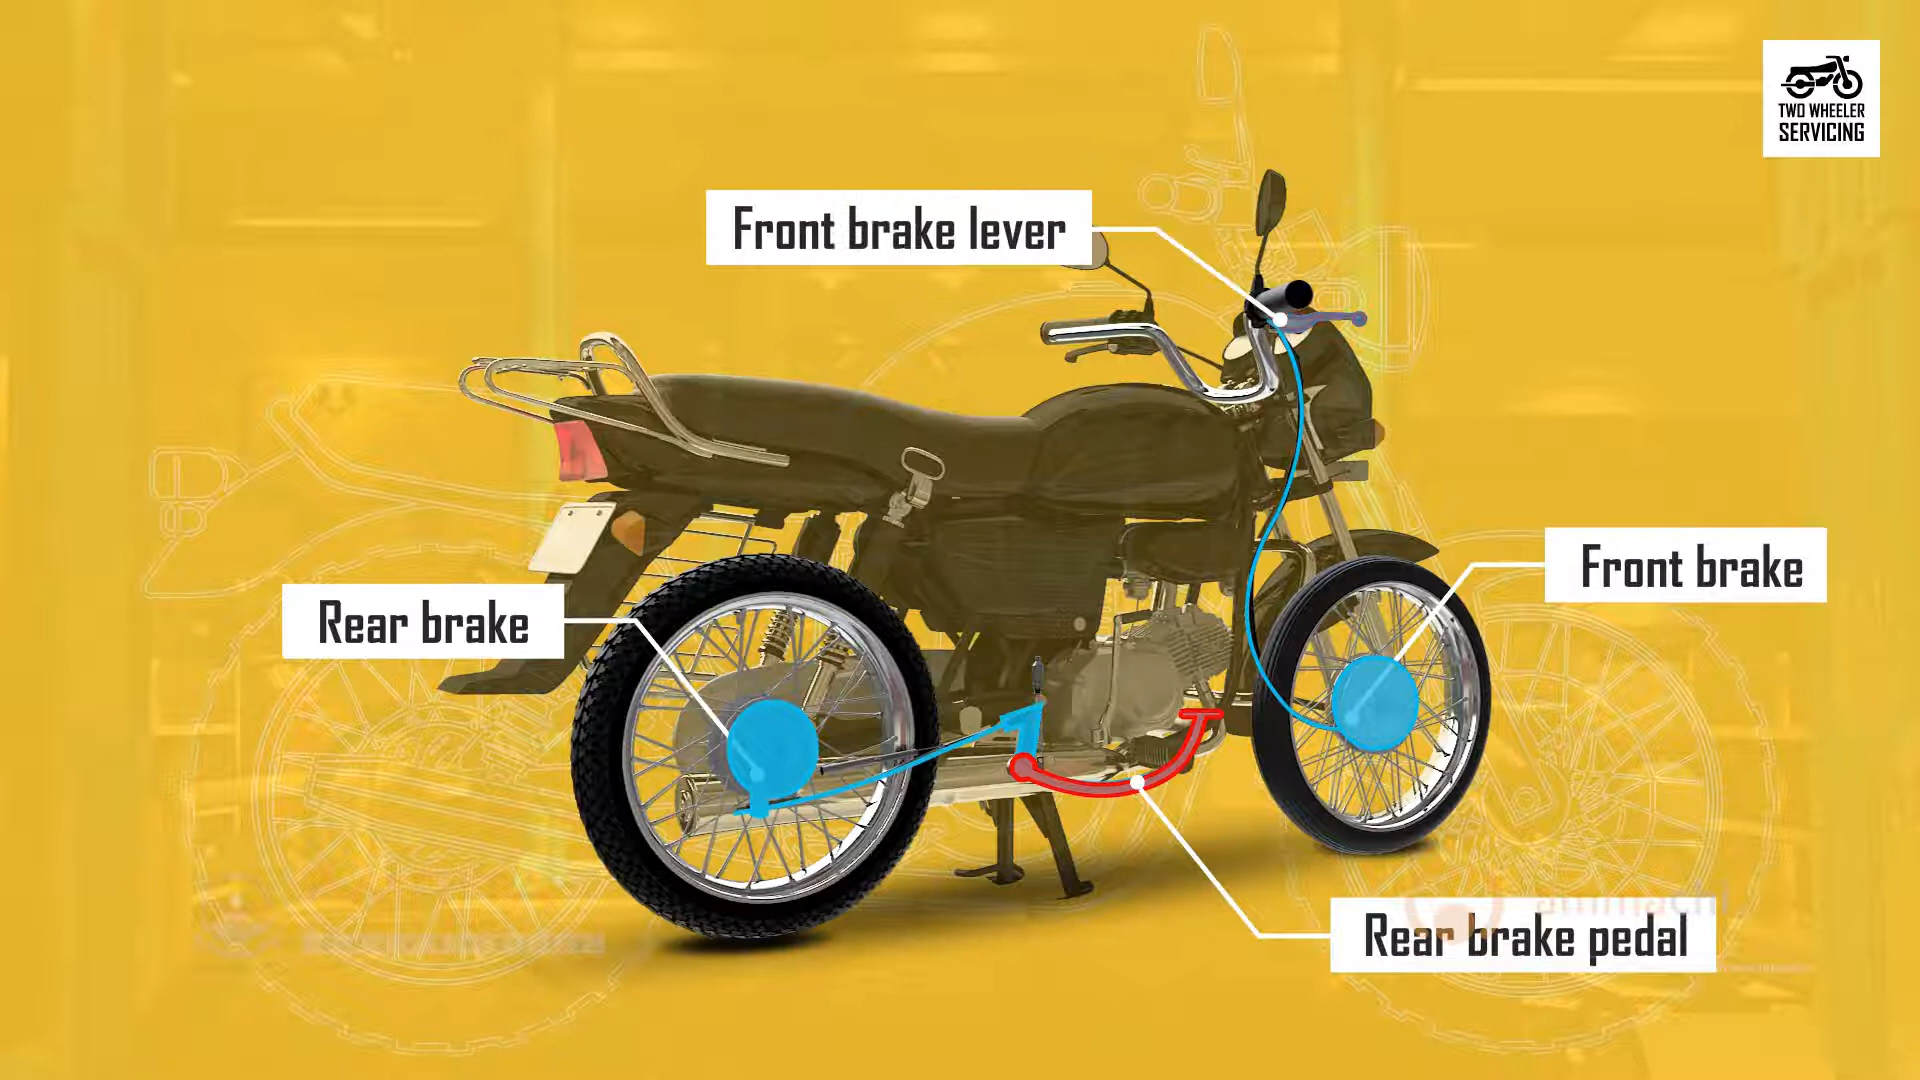 TWO WHEELER
SERVICING
Front brake lever
Front brake
Rear brake
Rear brake pedal